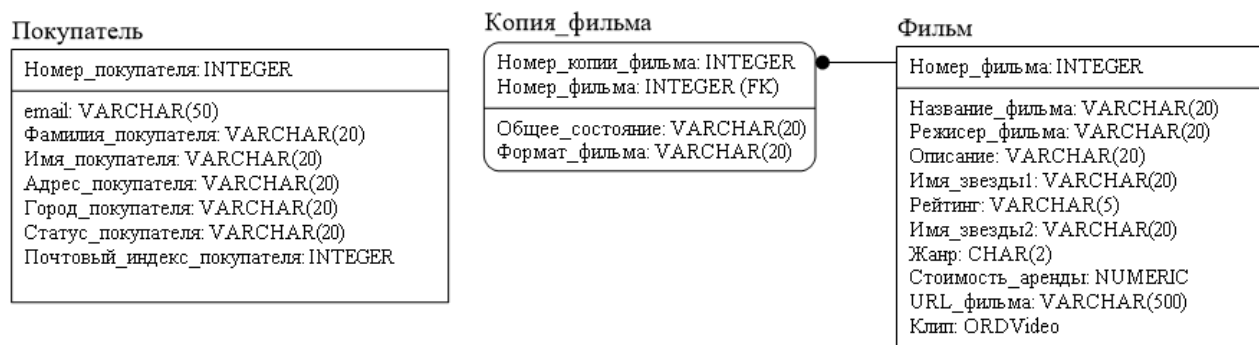 Покупатель
Номер_покупателя: INTEGER
email: VARCHAR(50)
Фамилия_покупателя: VARCHAR(20)
Имя_покупателя: VARCHAR(20)
Адрес_покупателя: VARCHAR(20)
Город_покупателя: VARCHAR(20)
Статус_покупателя: VARCHAR(20)
Почтовый_индекс_покупателя: INTEGER
Копия_фильма
Номер_копии_фильма: INTEGER
Номер_фильма: INTEGER (FK)
Общее_состояние: VARCHAR(20)
Формат_фильма: VARCHAR(20)
Фильм
Номер_фильма: INTEGER
Название_фильма: VARCHAR(20)
Режисер_фильма: VARCHAR(20)
Описание: VARCHAR(20)
Имя_звезды1: VARCHAR(20)
Рейтинг: VARCHAR(5)
Имя_звезды2: VARCHAR(20)
Жанр: CHAR(2)
Стоимость_аренды: NUMERIC
URL_фильма: VARCHAR(500)
Клип: ORDVideo